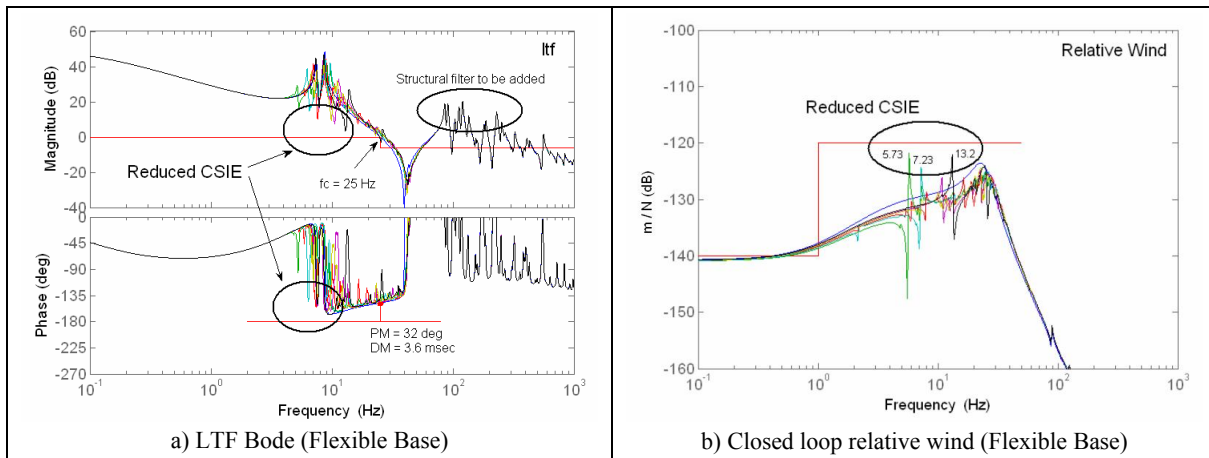 60
40
20
0
-20
40
Magnitude (dB)
ltf
Structural filter to be added
Reduced CSIE
fc = 25 Hz
0
-45
-90
-135
-180
-225
-270
Phase (deg)
PM = 32 deg
DM = 3.6 msec
10^-1
10^0
10^1
10^2
10^3
Frequency (Hz)
a) LTF Bode (Flexible Base)
-100
-110
-120
-130
-140
-150
-160
m / N (dB)
Relative Wind
Reduced CSIE
5.73
7.23
13.2
10^-1
10^0
10^1
10^2
10^3
Frequency (Hz)
b) Closed loop relative wind (Flexible Base)